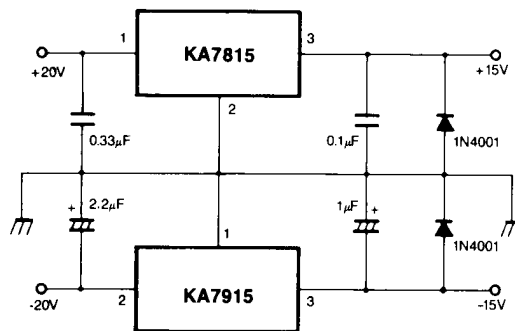 1
KA7815
3
+20V
+15V
2
0.33μF
0.1μF
1N4001
+
2.2μF
1μF
+
1
1N4001
KA7915
-20V
2
3
-15V